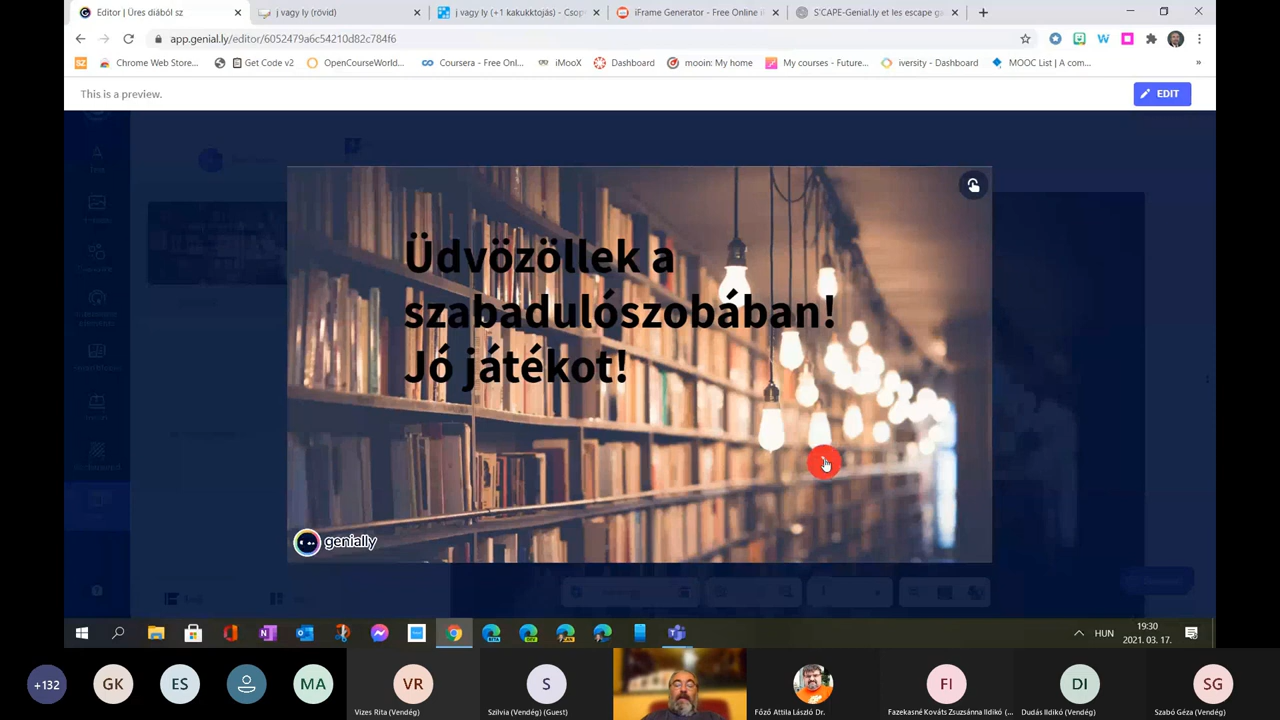 Editor | Üres diából sz
j vagy ly (rövid)
j vagy ly (+1 kakukktojás) - Csop
iFrame Generator - Free Online i
S'CAPE-Genial.ly et les escape ga
app.genial.ly/editor/6052479a6c54210d82c784f6
Chrome Web Store...
Get Code v2
OpenCourseWorld...
Coursera - Free Onl...
iMooX
Dashboard
mooin: My home
My courses - Future...
iversity - Dashboard
MOOC List | A com...
This is a preview.
EDIT
Üdvözöllek a
szabadulószobában!
Jó játékot!
genially
HUN
19:30
2021. 03. 17.
+132
GK
ES
MA
VR
S
FI
DI
SG
Vizes Rita (Vendég)
Szilvia (Vendég) (Guest)
Főző Attila László Dr.
Fazekasné Kováts Zsuzsánna Ildikó (...
Dudás Ildikó (Vendég)
Szabó Géza (Vendég)